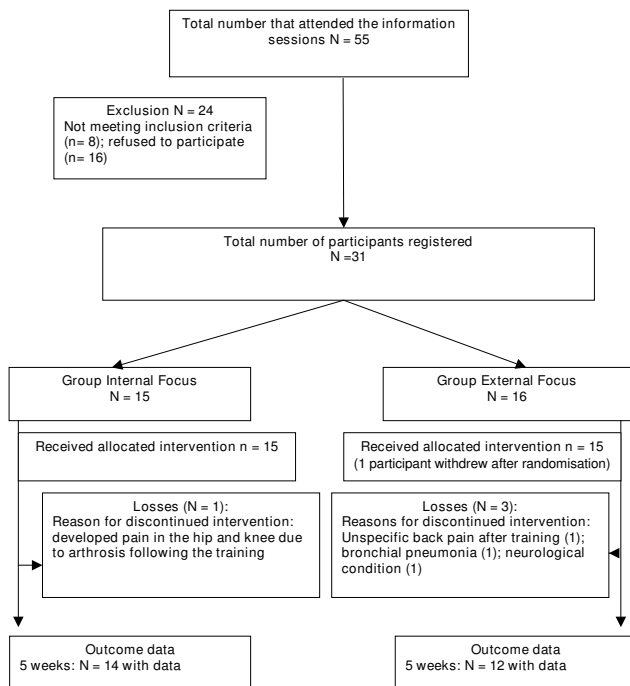 Total number that attended the information
sessions N = 55
Exclusion N = 24
Not meeting inclusion criteria
(n= 8); refused to participate
(n= 16)
Total number of participants registered
N =31
Group Internal Focus
N = 15
Group External Focus
N = 16
Received allocated intervention n = 15
Received allocated intervention n = 15
(1 participant withdrew after randomisation)
Losses (N = 1):
Reason for discontinued intervention:
developed pain in the hip and knee due
to arthrosis following the training
Losses (N = 3):
Reasons for discontinued intervention:
Unspecific back pain after training (1);
bronchial pneumonia (1); neurological
condition (1)
Outcome data
5 weeks: N = 14 with data
Outcome data
5 weeks: N = 12 with data